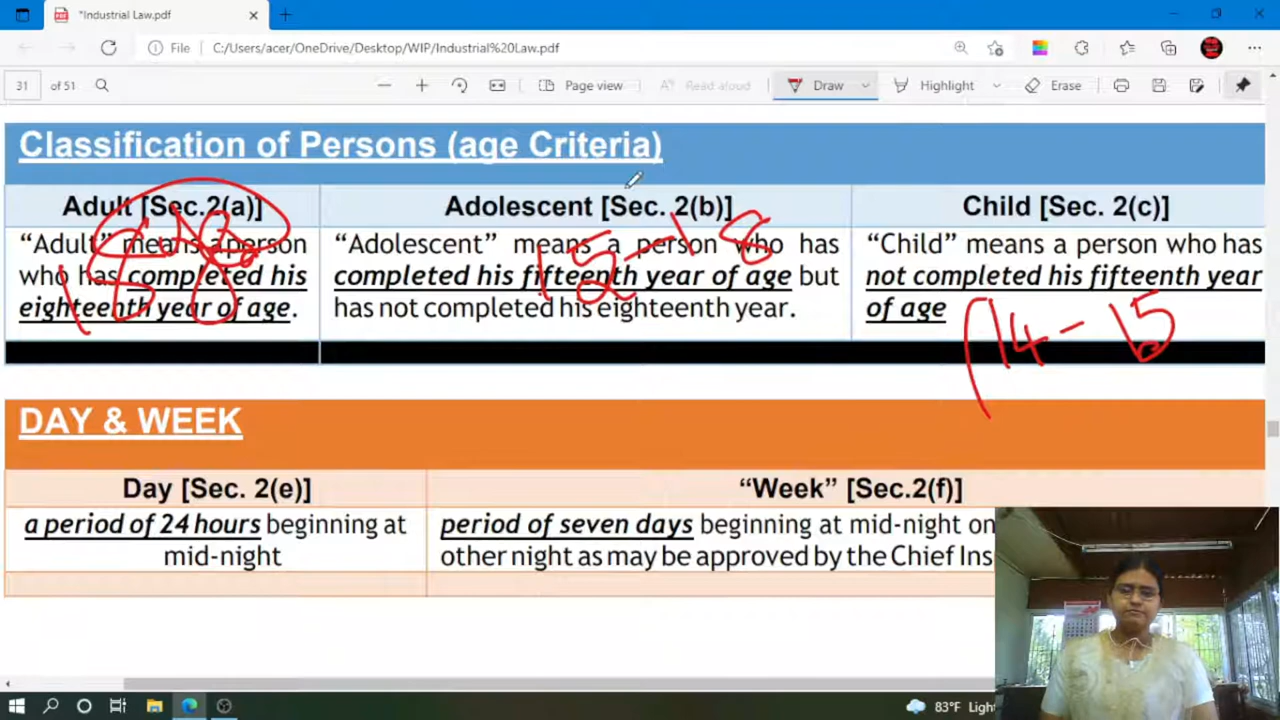 *Industrial Law.pdf
File
C:/Users/acer/OneDrive/Desktop/WIP/Industrial%20Law.pdf
31 of 51
Page view
Read aloud
Draw
Highlight
Erase
Classification of Persons (age Criteria)
Adult [Sec.2(a)]
“Adult” means a person
who has completed his
eighteenth year of age.
Adolescent [Sec. 2(b)]
“Adolescent” means a person who has
completed his fifteenth year of age but
has not completed his eighteenth year.
15-18
Child [Sec. 2(c)]
“Child” means a person who has
not completed his fifteenth year
of age
14-15
DAY & WEEK
Day [Sec. 2(e)]
a period of 24 hours beginning at
mid-night
“Week” [Sec.2(f)]
period of seven days beginning at mid-night on
other night as may be approved by the Chief Ins
83°F Ligh